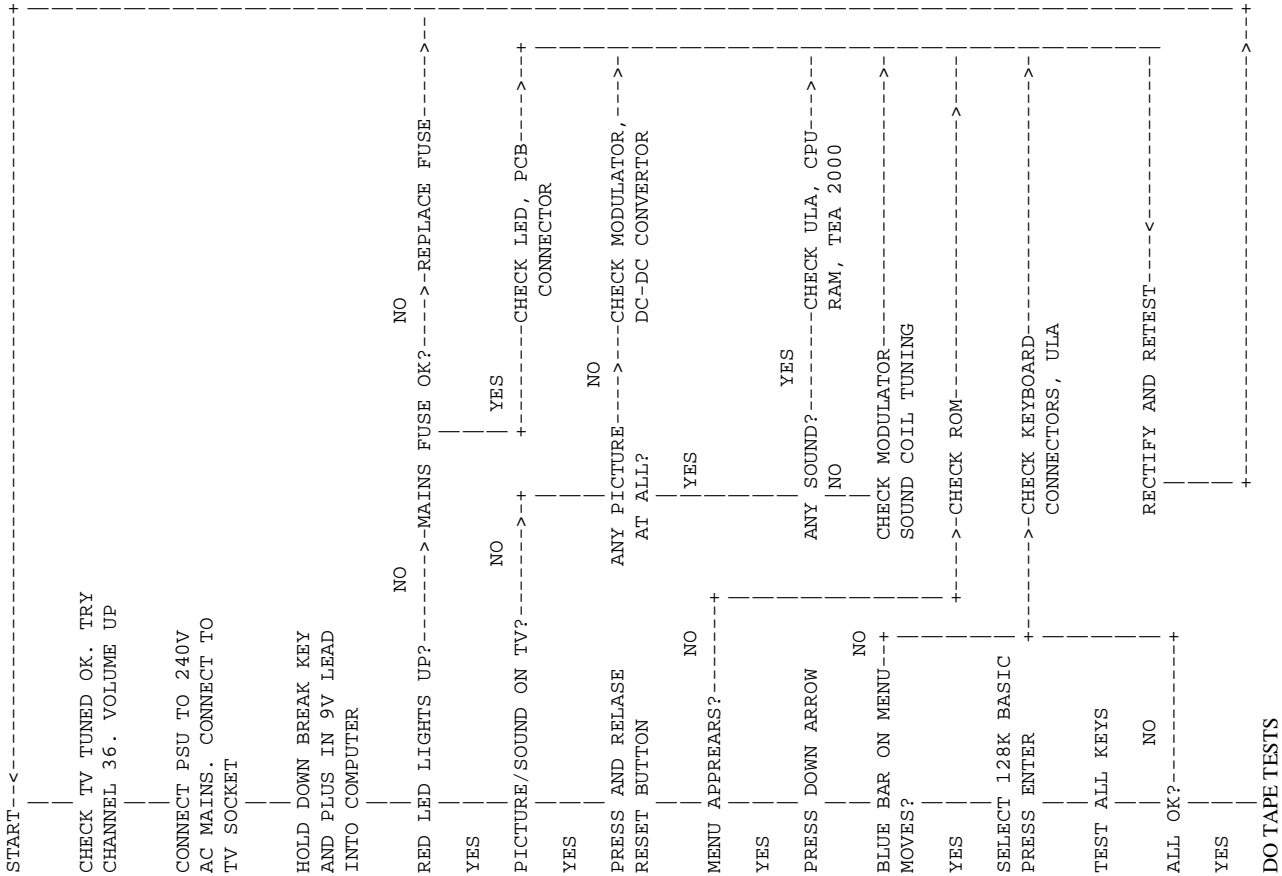 START
CHECK TV TUNED OK. TRY
CHANNEL 36. VOLUME UP
CONNECT PSU TO 240V
AC MAINS. CONNECT TO
TV SOCKET
HOLD DOWN BREAK KEY
AND PLUS IN 9V LEAD
INTO COMPUTER
NO
NO
RED LED LIGHTS UP? MAINS FUSE OK? REPLACE FUSE
YES
YES
NO
PICTURE/SOUND ON TV? CHECK LED, PCB
CONNECTOR
YES
NO
PRESS AND RELASE ANY PICTURE CHECK MODULATOR,
RESET BUTTON AT ALL? DC-DC CONVERTOR
NO YES
MENU APPREARS?
YES
YES
PRESS DOWN ARROW ANY SOUND? CHECK ULA, CPU
NO RAM, TEA 2000
NO
BLUE BAR ON MENU CHECK MODULATOR
MOVES? SOUND COIL TUNING
YES CHECK ROM
SELECT 128K BASIC
PRESS ENTER CHECK KEYBOARD
CONNECTORS, ULA
TEST ALL KEYS
NO RECTIFY AND RETEST
ALL OK?
YES
DO TAPE TESTS